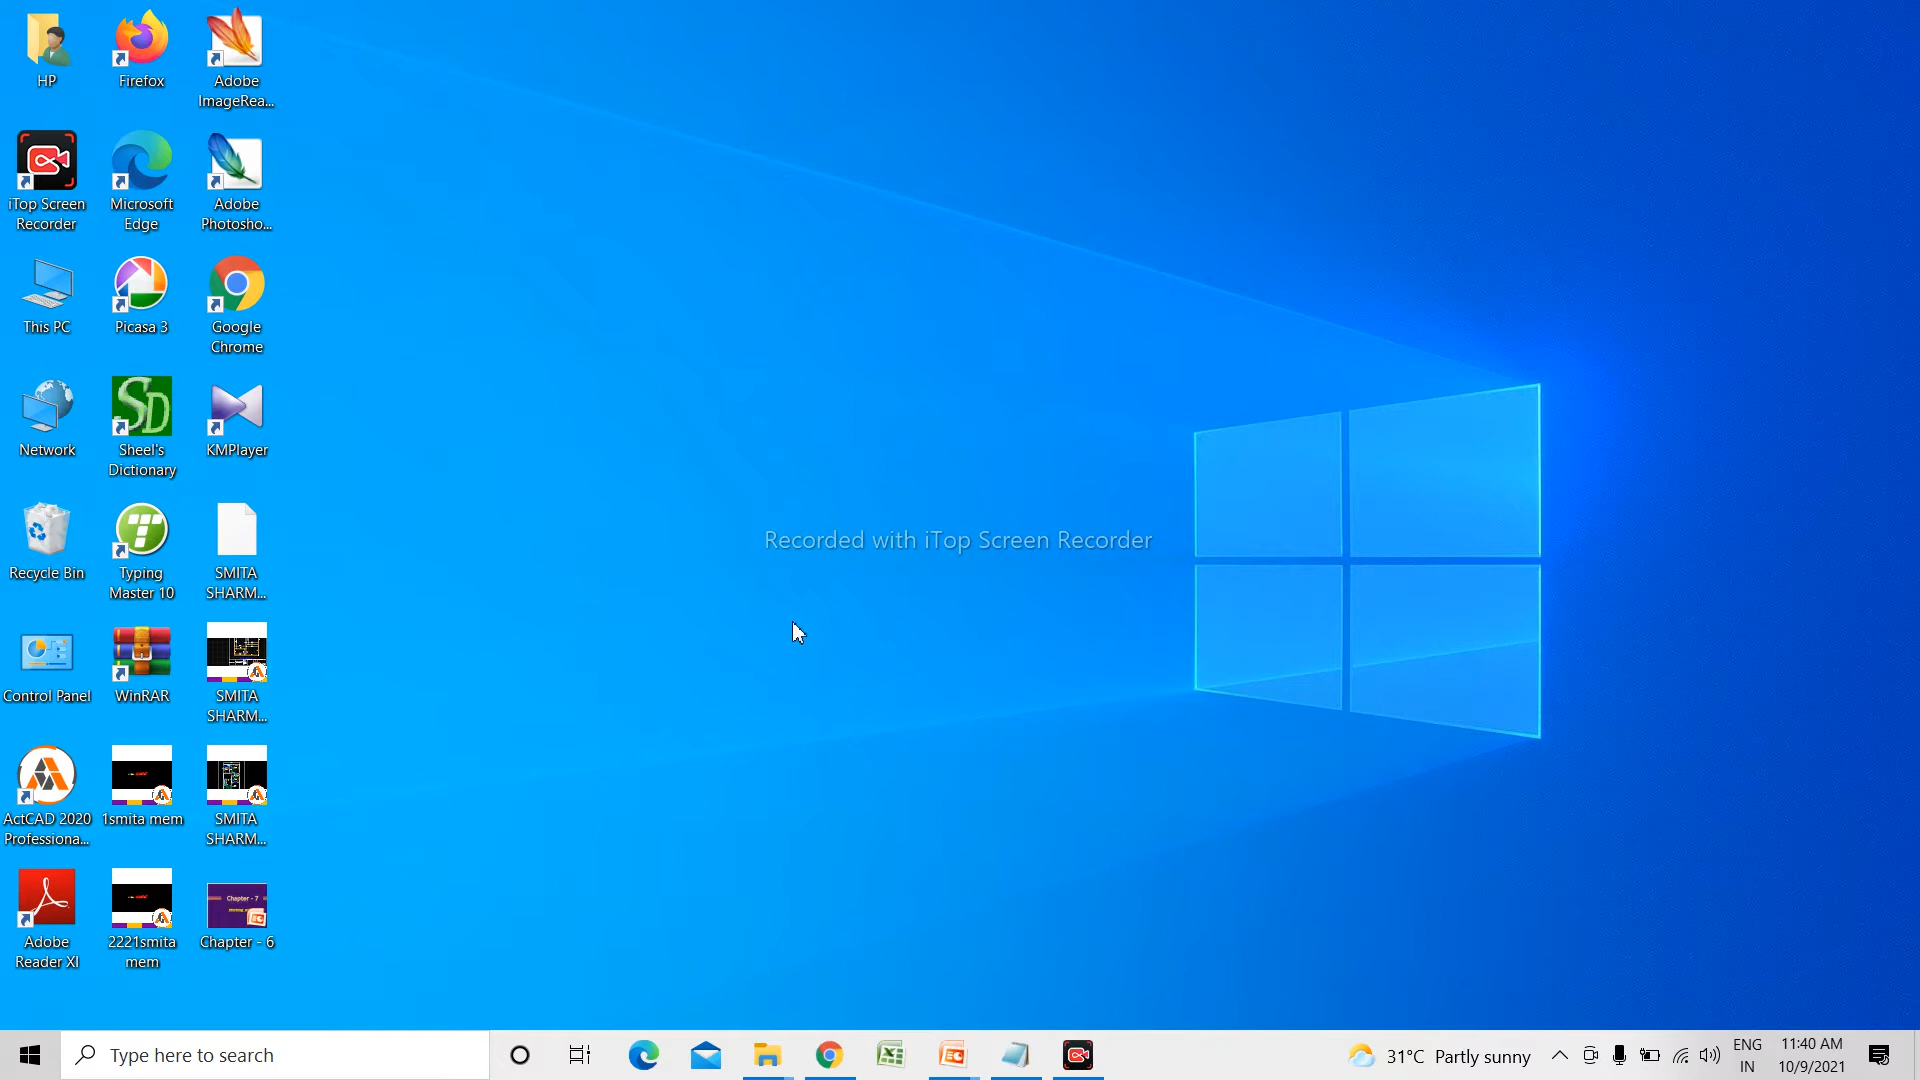 HP
Firefox
Adobe
ImageRea...
iTop Screen
Recorder
Microsoft
Edge
Adobe
Photosho...
This PC
Picasa 3
Google
Chrome
Network
Sheel's
Dictionary
KMPlayer
Recycle Bin
Typing
Master 10
SMITA
SHARM...
Control Panel
WinRAR
SMITA
SHARM...
ActCAD 2020
Professiona...
1smita mem
SMITA
SHARM...
Adobe
Reader XI
2221smita
mem
Chapter - 7
Chapter - 6
Recorded with iTop Screen Recorder
Type here to search
31°C Partly sunny
ENG
IN
11:40 AM
10/9/2021